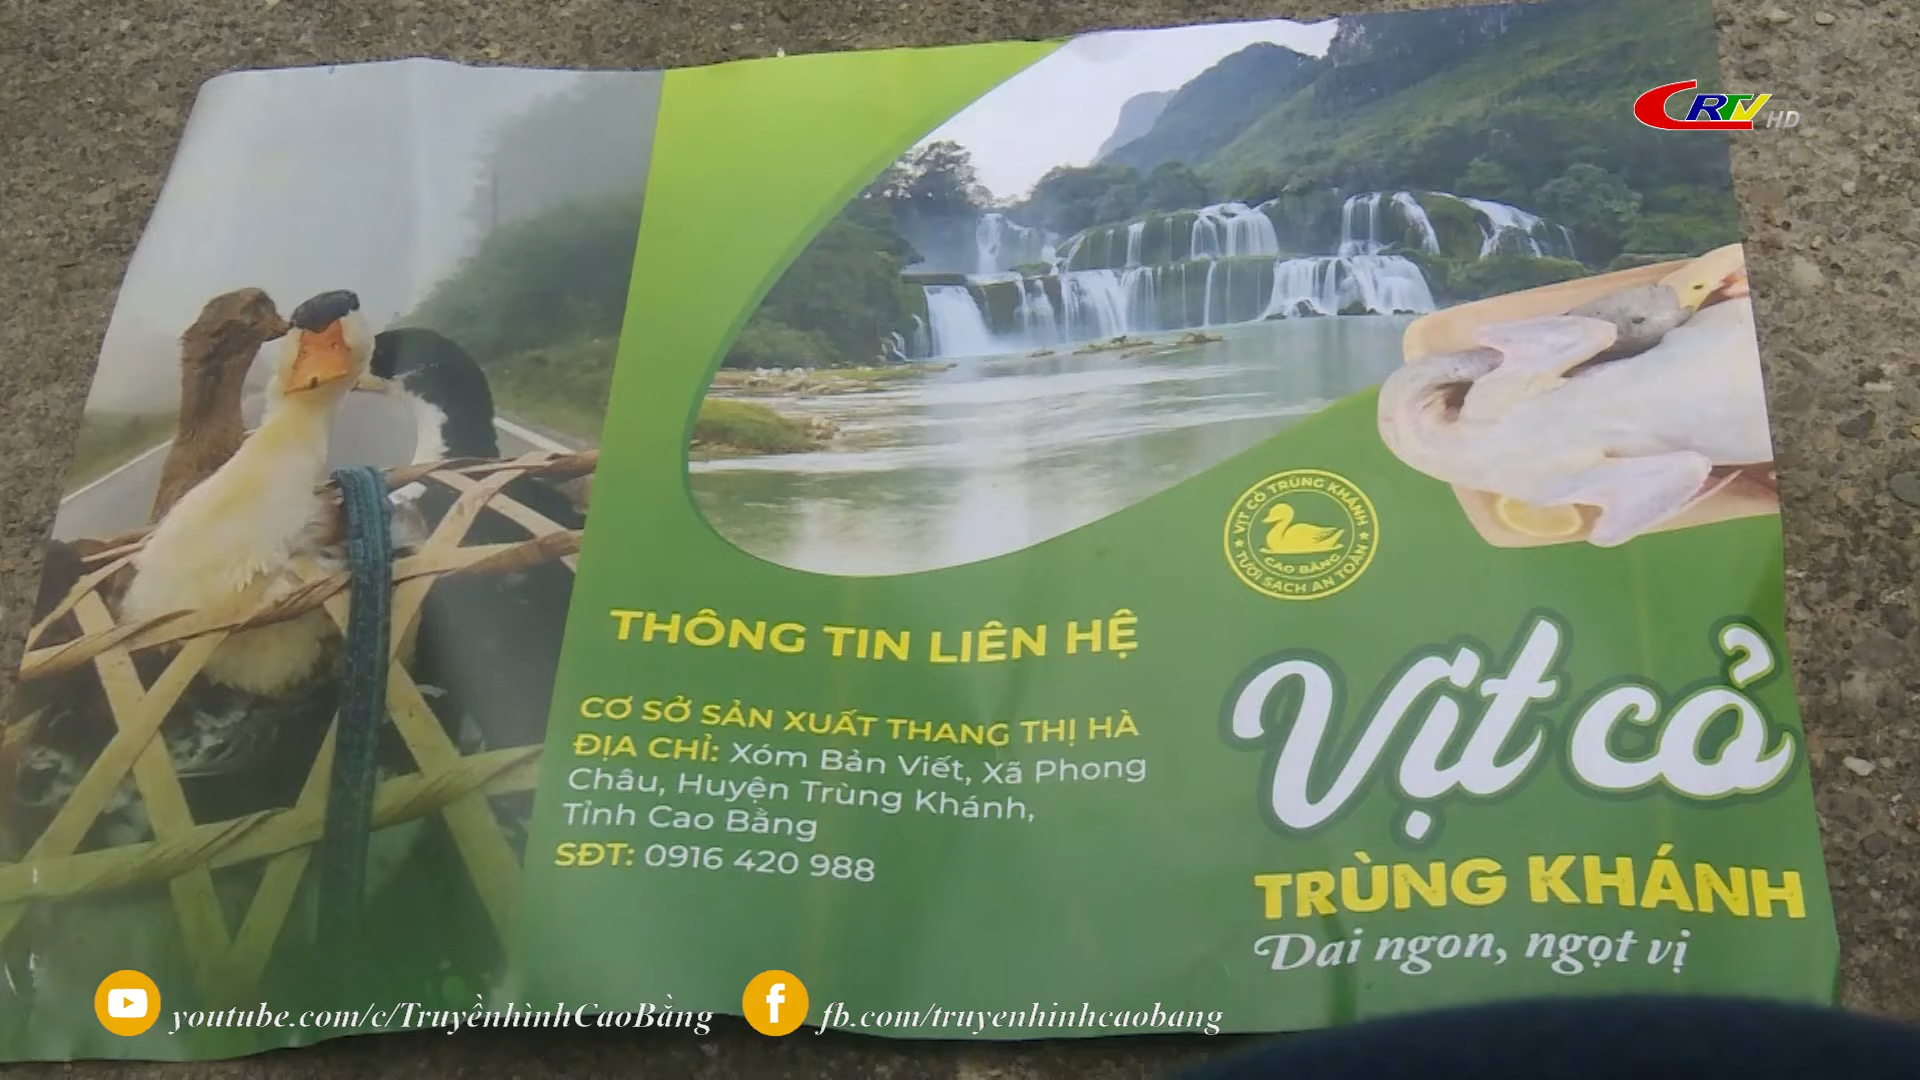 CRTV HD
VỊT CỎ TRÙNG KHÁNH
CAO BẰNG
TƯƠI SẠCH AN TOÀN
THÔNG TIN LIÊN HỆ
CƠ SỞ SẢN XUẤT THANG THỊ HÀ
ĐỊA CHỈ: Xóm Bản Viết, Xã Phong
Châu, Huyện Trùng Khánh,
Tỉnh Cao Bằng
SĐT: 0916 420 988
Vịt cỏ
TRÙNG KHÁNH
Dai ngon, ngọt vị
youtube.com/c/TruyềnhìnhCaoBằng
fb.com/truyenhinhcaobang